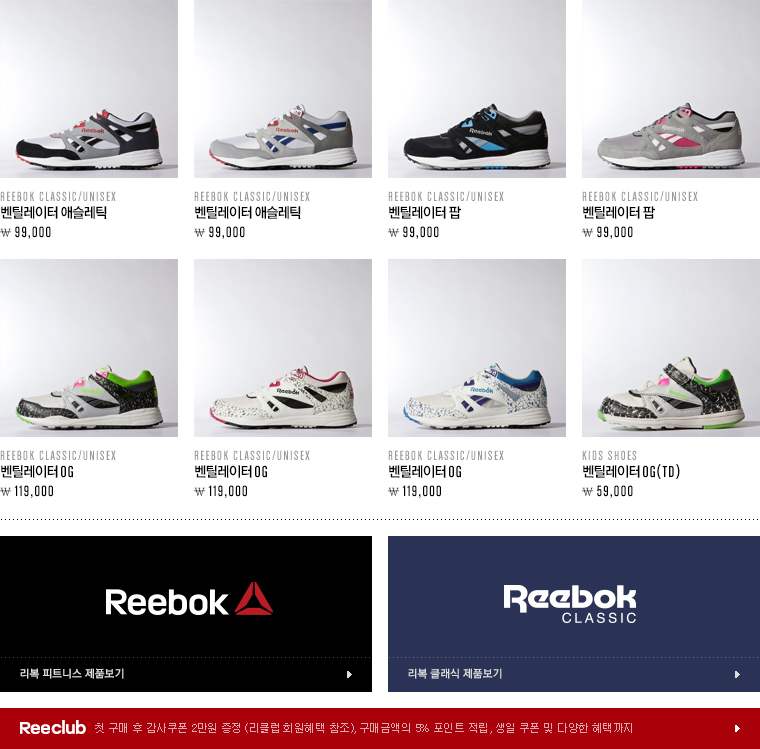 REEBOK CLASSIC/UNISEX
벤틸레이터 애슬레틱
₩ 99,000
REEBOK CLASSIC/UNISEX
벤틸레이터 애슬레틱
₩ 99,000
REEBOK CLASSIC/UNISEX
벤틸레이터 팝
₩ 99,000
REEBOK CLASSIC/UNISEX
벤틸레이터 팝
₩ 99,000
REEBOK CLASSIC/UNISEX
벤틸레이터 OG
₩ 119,000
REEBOK CLASSIC/UNISEX
벤틸레이터 OG
₩ 119,000
REEBOK CLASSIC/UNISEX
벤틸레이터 OG
₩ 119,000
KIDS SHOES
벤틸레이터 OG(TD)
₩ 59,000
Reebok
리복 피트니스 제품보기
Reebok
CLASSIC
리복 클래식 제품보기
Reeclub 첫 구매 후 감사쿠폰 2만원 증정 (리클럽 회원혜택 참조), 구매금액의 5% 포인트 적립, 생일 쿠폰 및 다양한 혜택까지